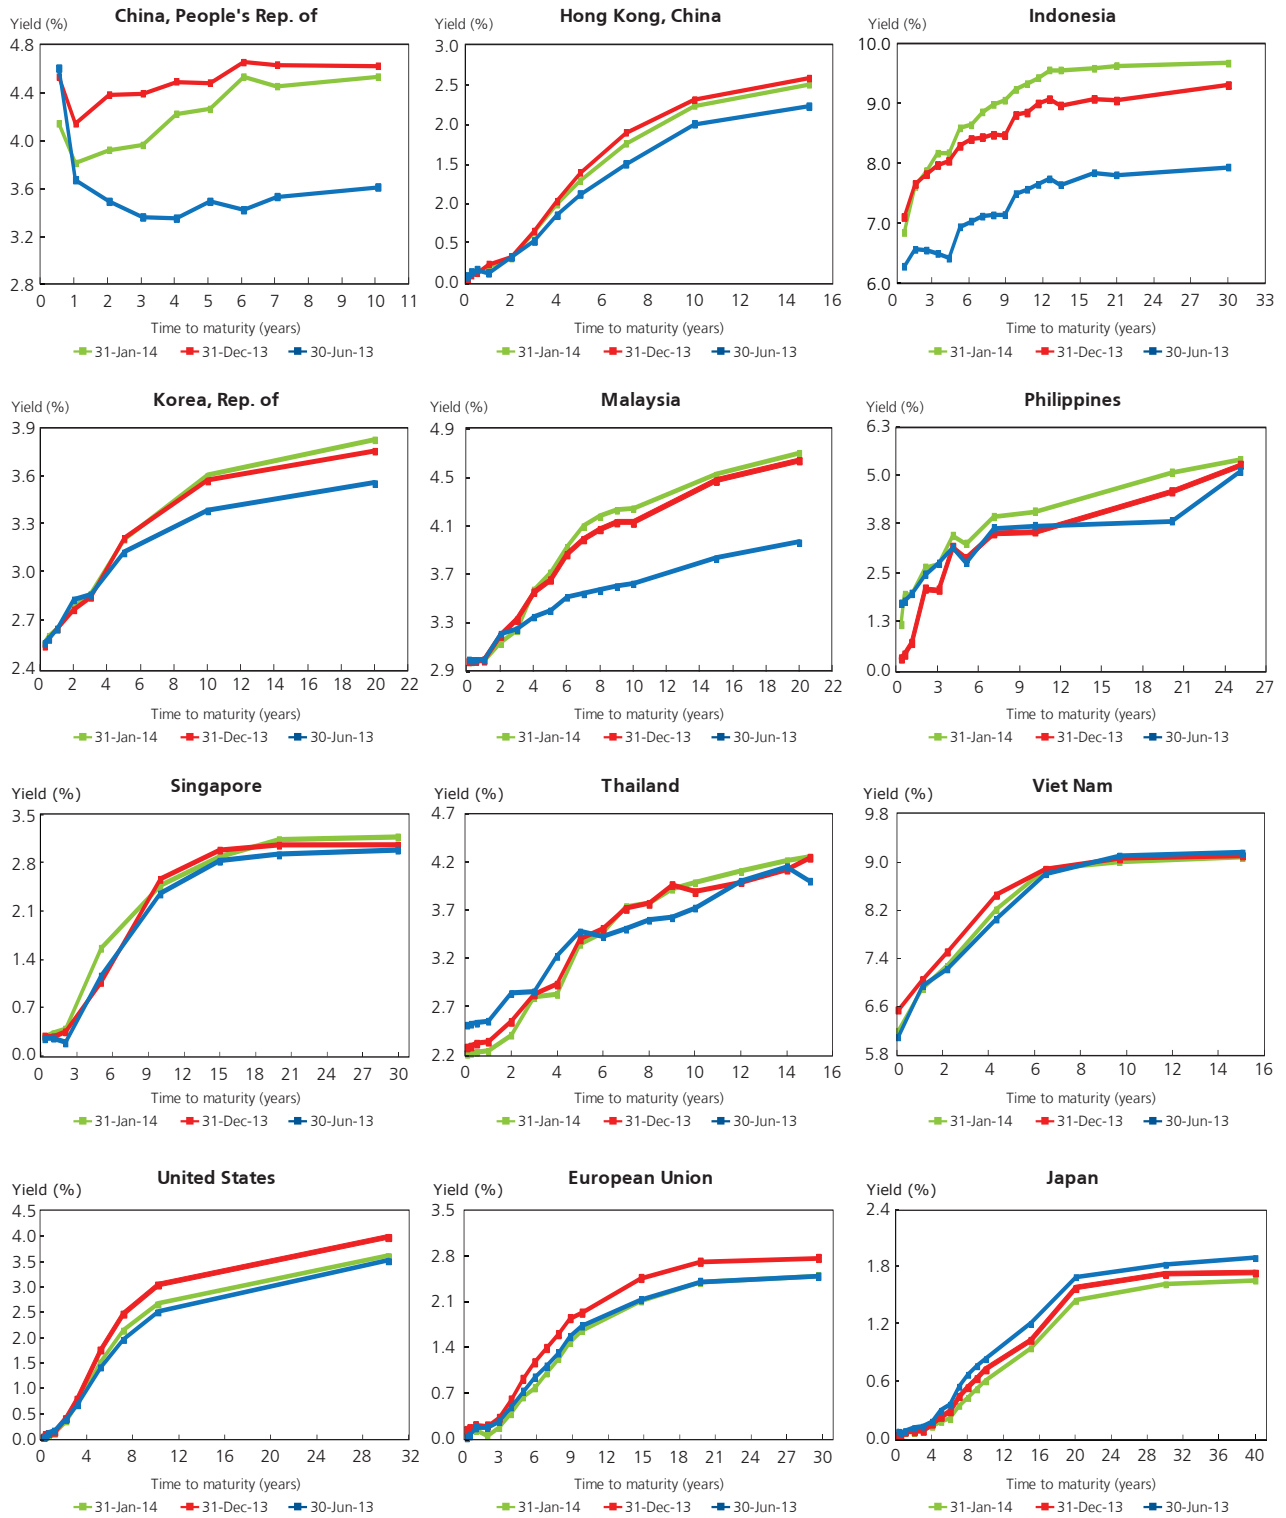 China, People's Rep. of
Yield (%)
4.8
4.4
4.0
3.6
3.2
2.8
0 1 2 3 4 5 6 7 8 9 10 11
Time to maturity (years)
31-Jan-14 31-Dec-13 30-Jun-13
Hong Kong, China
Yield (%)
3.0
2.5
2.0
1.5
2.0
0.5
0.0
0 2 4 6 8 10 12 14 16
Time to maturity (years)
31-Jan-14 31-Dec-13 30-Jun-13
Indonesia
Yield (%)
10.0
9.0
8.0
7.0
6.0
0 3 6 9 12 15 18 21 24 27 30 33
Time to maturity (years)
31-Jan-14 31-Dec-13 30-Jun-13
Korea, Rep. of
Yield (%)
3.9
3.6
3.3
3.0
2.7
2.4
0 2 4 6 8 10 12 14 16 18 20 22
Time to maturity (years)
31-Jan-14 31-Dec-13 30-Jun-13
Malaysia
Yield (%)
4.9
4.5
4.1
3.7
3.3
2.9
0 2 4 6 8 10 12 14 16 18 20 22
Time to maturity (years)
31-Jan-14 31-Dec-13 30-Jun-13
Philippines
Yield (%)
6.3
5.0
3.8
2.5
1.3
0.0
0 3 6 9 12 15 18 21 24 27
Time to maturity (years)
31-Jan-14 31-Dec-13 30-Jun-13
Singapore
Yield (%)
3.5
2.8
2.1
1.4
0.7
0.0
0 3 6 9 12 15 18 21 24 27 30
Time to maturity (years)
31-Jan-14 31-Dec-13 30-Jun-13
Thailand
Yield (%)
4.7
4.2
3.7
3.2
2.7
2.2
0 2 4 6 8 10 12 14 16
Time to maturity (years)
31-Jan-14 31-Dec-13 30-Jun-13
Viet Nam
Yield (%)
9.8
9.0
8.2
7.4
6.6
5.8
0 2 4 6 8 10 12 14 16
Time to maturity (years)
31-Jan-14 31-Dec-13 30-Jun-13
United States
Yield (%)
4.5
4.0
3.5
3.0
2.5
2.0
1.5
1.0
0.5
0.0
0 4 8 12 16 20 24 28 32
Time to maturity (years)
31-Jan-14 31-Dec-13 30-Jun-13
European Union
Yield (%)
3.5
2.8
2.1
1.4
0.7
0.0
0 3 6 9 12 15 18 21 24 27 30
Time to maturity (years)
31-Jan-14 31-Dec-13 30-Jun-13
Japan
Yield (%)
2.4
1.8
1.2
0.6
0.0
0 4 8 12 16 20 24 28 32 36 40
Time to maturity (years)
31-Jan-14 31-Dec-13 30-Jun-13